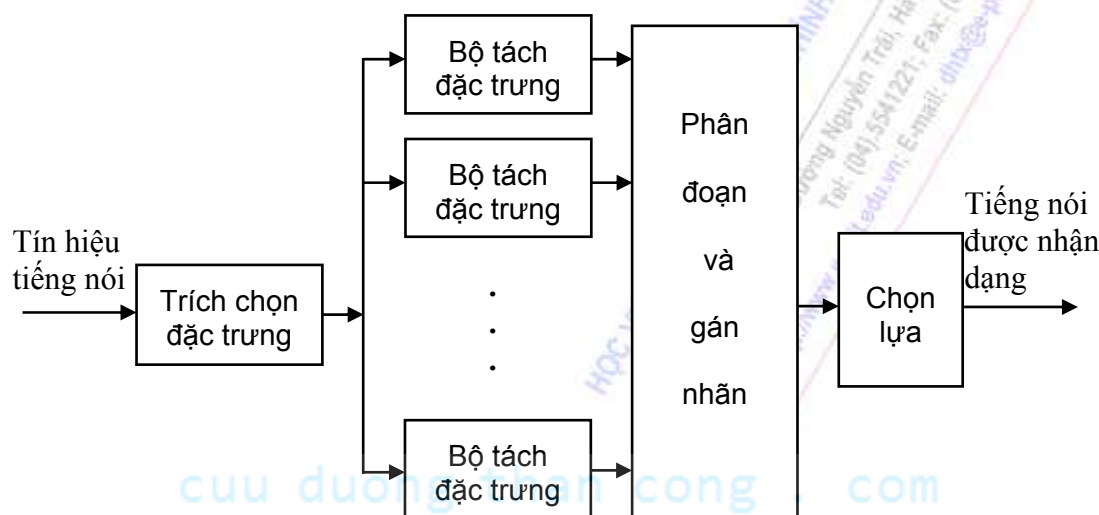 Tín hiệu
tiếng nói
Trích chọn
đặc trưng
Bộ tách
đặc trưng
Bộ tách
đặc trưng
.
.
.
Bộ tách
đặc trưng
Phân
đoạn
và
gán
nhãn
Chọn
lựa
Tiếng nói
được nhận
dạng
cuu duong than cong . com